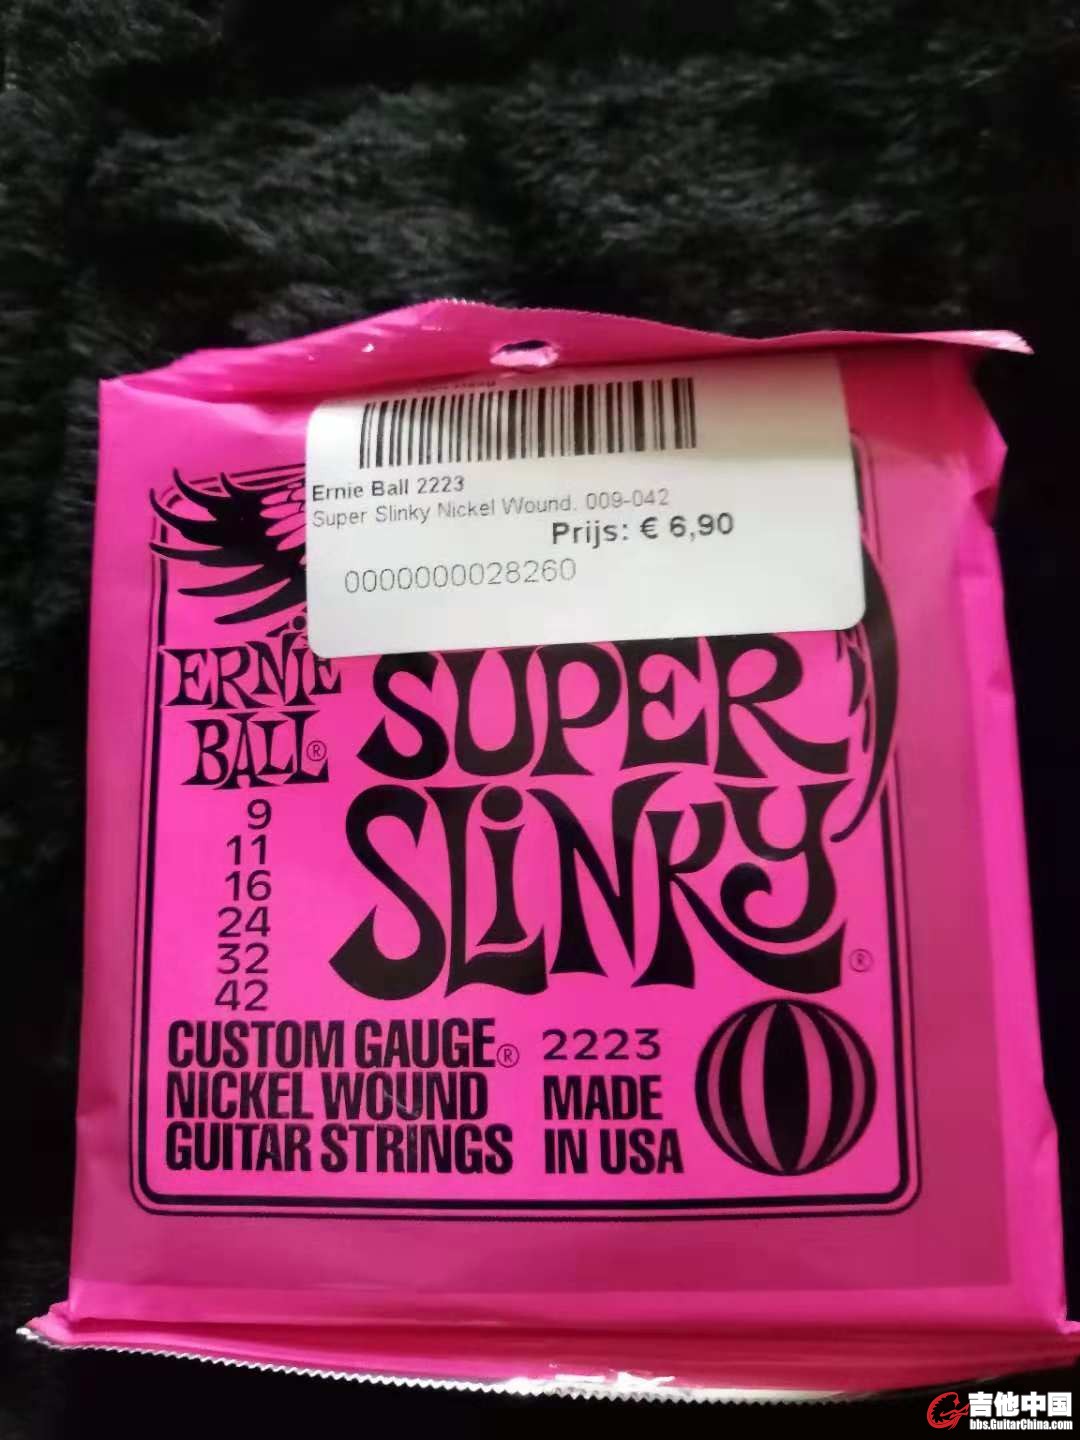 Ernie Ball 2223
Super Slinky Nickel Wound. 009-042
Prijs: € 6,90
0000000028260
ERNIE
BALL®
SUPER
SLINKY®
9
11
16
24
32
42
CUSTOM GAUGE®
NICKEL WOUND
GUITAR STRINGS
2223
MADE
IN USA
吉他中国
bbs.GuitarChina.com